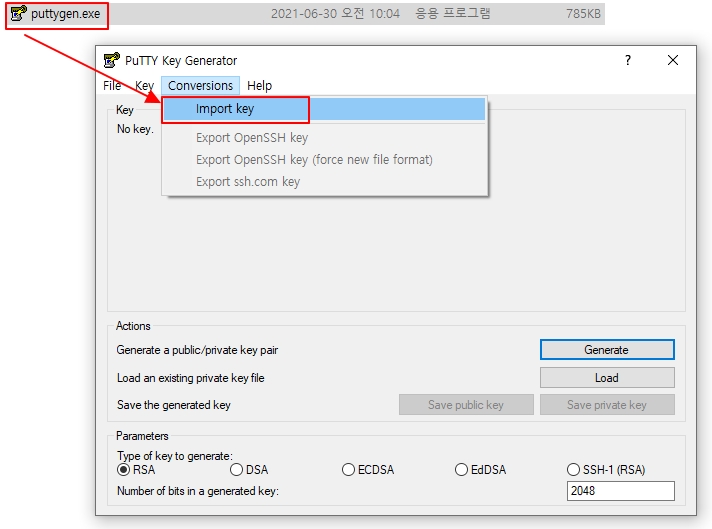 puttygen.exe 2021-06-30 오전 10:04 응용 프로그램 785KB
PuTTY Key Generator ? ×
File Key Conversions Help
Import key
Export OpenSSH key
Export OpenSSH key (force new file format)
Export ssh.com key
Key
No key.
Actions
Generate a public/private key pair Generate
Load an existing private key file Load
Save the generated key Save public key Save private key
Parameters
Type of key to generate:
RSA DSA ECDSA EdDSA SSH-1 (RSA)
Number of bits in a generated key: 2048